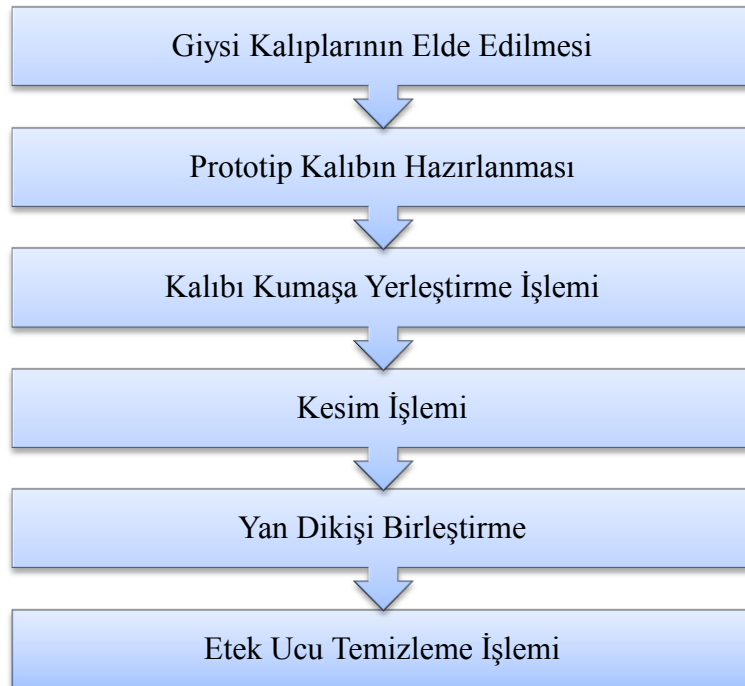 Giysi Kalıplarının Elde Edilmesi
Prototip Kalıbın Hazırlanması
Kalıbı Kumaşa Yerleştirme İşlemi
Kesim İşlemi
Yan Dikişi Birleştirme
Etek Ucu Temizleme İşlemi